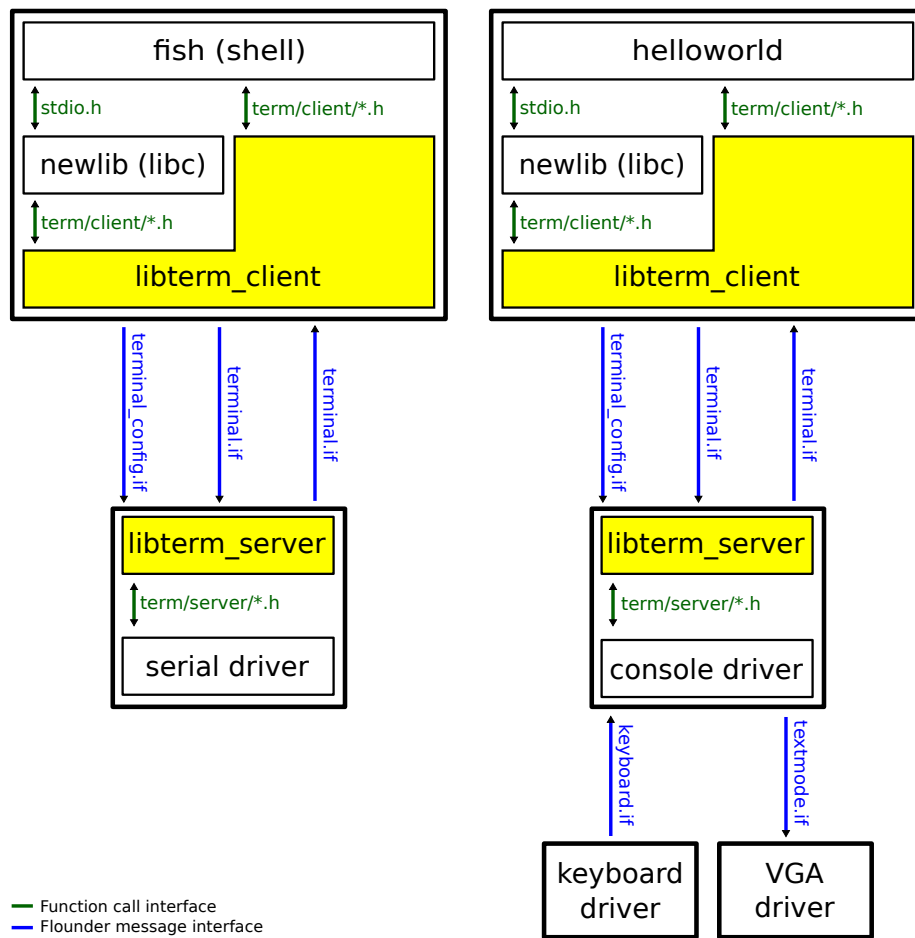 fish (shell)
stdio.h
term/client/*.h
newlib (libc)
term/client/*.h
libterm_client
terminal_config.if
terminal.if
terminal.if
libterm_server
term/server/*.h
serial driver
helloworld
stdio.h
term/client/*.h
newlib (libc)
term/client/*.h
libterm_client
terminal_config.if
terminal.if
terminal.if
libterm_server
term/server/*.h
console driver
keyboard.if
textmode.if
keyboard
driver
VGA
driver
Function call interface
Flounder message interface